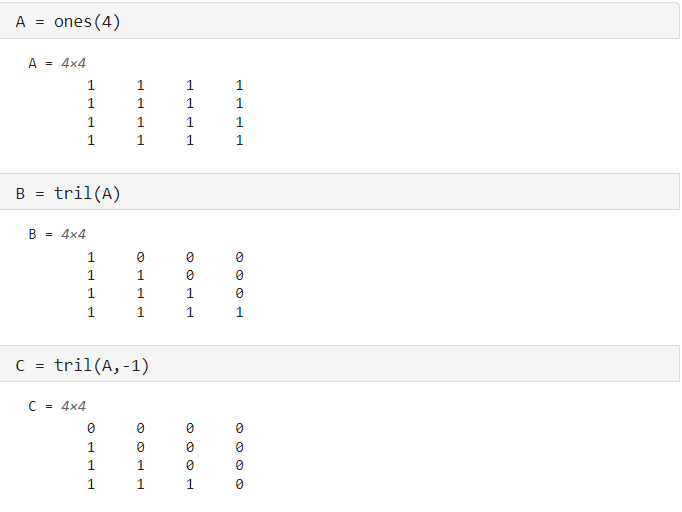 A = ones(4)
A = 4×4
1 1 1 1
1 1 1 1
1 1 1 1
1 1 1 1
B = tril(A)
B = 4×4
1 0 0 0
1 1 0 0
1 1 1 0
1 1 1 1
C = tril(A,-1)
C = 4×4
0 0 0 0
1 0 0 0
1 1 0 0
1 1 1 0